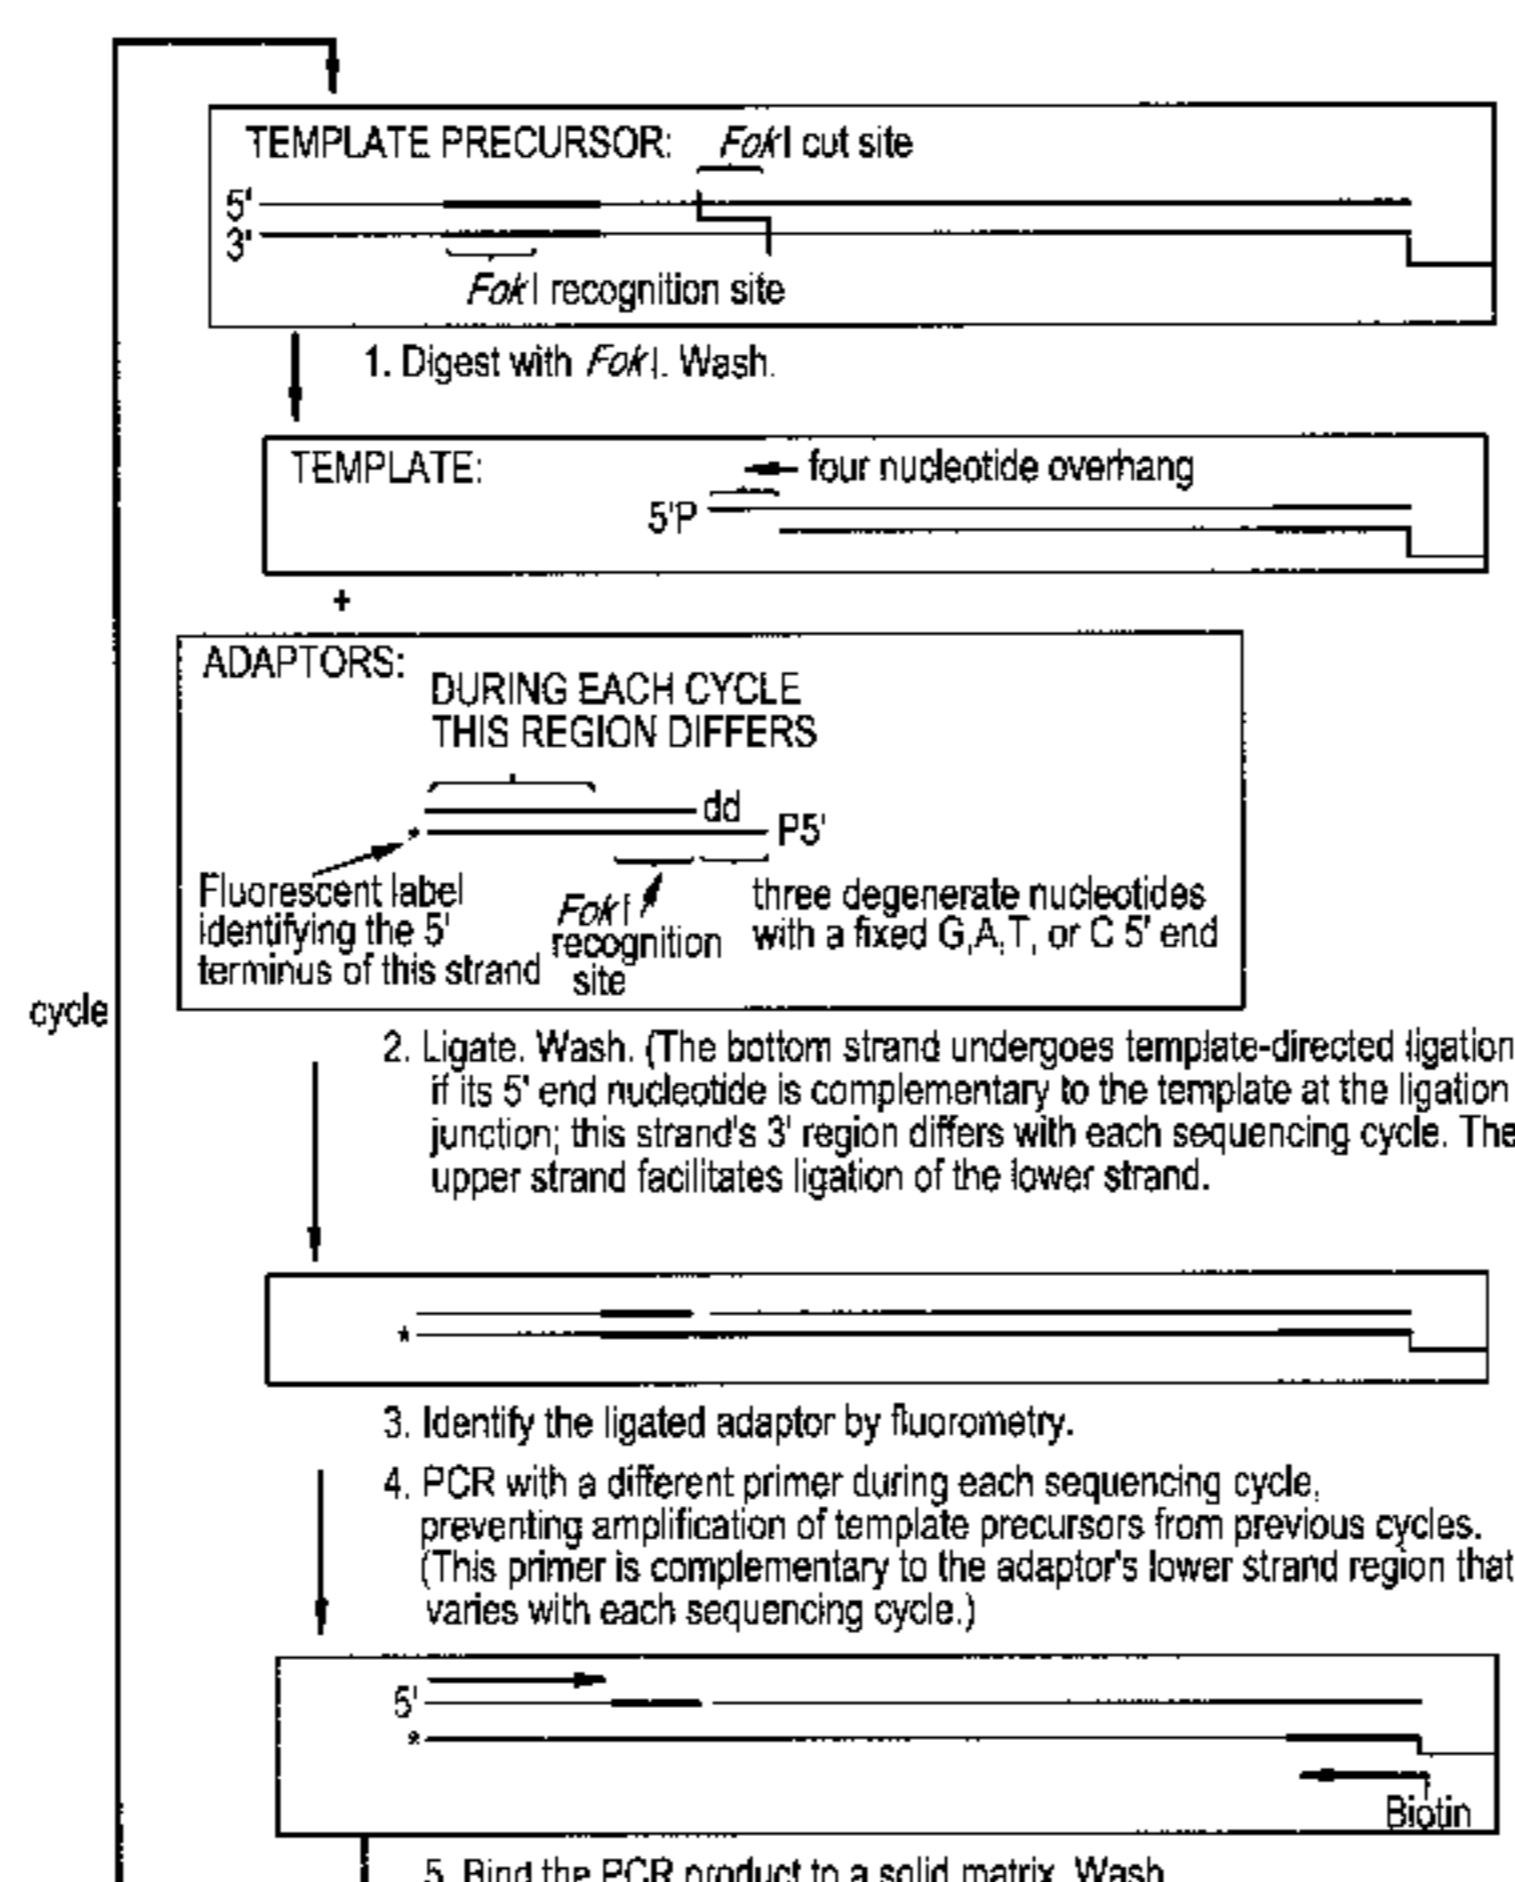 TEMPLATE PRECURSOR: FokI cut site
5'
3'
FokI recognition site
1. Digest with FokI. Wash.
TEMPLATE: four nucleotide overhang
5'P
+
ADAPTORS:
DURING EACH CYCLE
THIS REGION DIFFERS
dd
* P5'
Fluorescent label
identifying the 5'
terminus of this strand
FokI
recognition
site
three degenerate nucleotides
with a fixed G,A,T, or C 5' end
cycle
2. Ligate. Wash. (The bottom strand undergoes template-directed ligation
if its 5' end nucleotide is complementary to the template at the ligation
junction; this strand's 3' region differs with each sequencing cycle. The
upper strand facilitates ligation of the lower strand.
*
3. Identify the ligated adaptor by fluorometry.
4. PCR with a different primer during each sequencing cycle,
preventing amplification of template precursors from previous cycles.
(This primer is complementary to the adaptor's lower strand region that
varies with each sequencing cycle.)
5'
*
Biotin
5. Bind the PCR product to a solid matrix. Wash